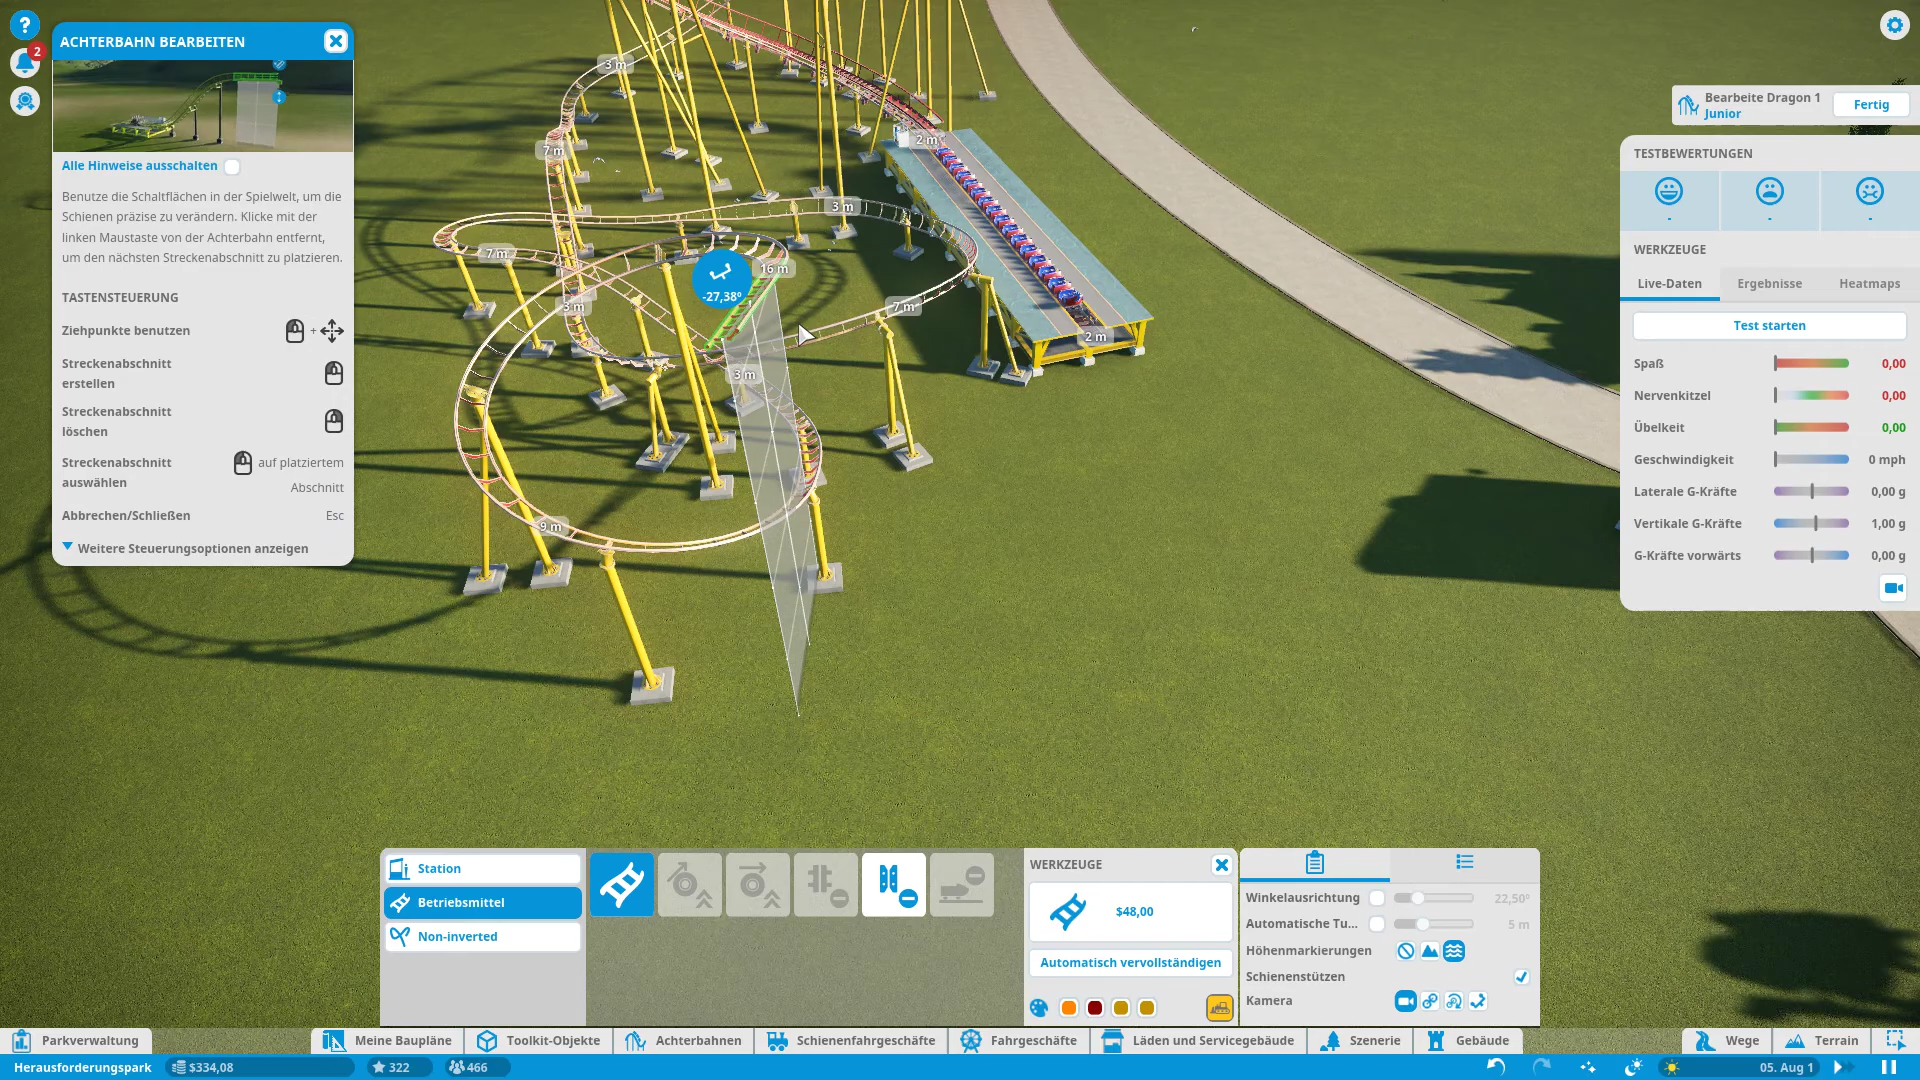 ACHTERBAHN BEARBEITEN
2
Alle Hinweise ausschalten
Benutze die Schaltflächen in der Spielwelt, um die
Schienen präzise zu verändern. Klicke mit der
linken Maustaste von der Achterbahn entfernt,
um den nächsten Streckenabschnitt zu platzieren.
TASTENSTEUERUNG
Ziehpunkte benutzen +
Streckenabschnitt
erstellen
Streckenabschnitt
löschen
Streckenabschnitt
auswählen
auf platziertem
Abschnitt
Abbrechen/Schließen Esc
Weitere Steuerungsoptionen anzeigen
3 m
7 m
2 m
3 m
7 m
16 m
-27,38°
3 m
7 m
2 m
3 m
9 m
Bearbeite Dragon 1
Junior
Fertig
TESTBEWERTUNGEN
- - -
WERKZEUGE
Live-Daten Ergebnisse Heatmaps
Test starten
Spaß 0,00
Nervenkitzel 0,00
Übelkeit 0,00
Geschwindigkeit 0 mph
Laterale G-Kräfte 0,00 g
Vertikale G-Kräfte 1,00 g
G-Kräfte vorwärts 0,00 g
Station
Betriebsmittel
Non-inverted
WERKZEUGE
$48,00
Automatisch vervollständigen
Winkelausrichtung 22,50°
Automatische Tu... 5 m
Höhenmarkierungen
Schienenstützen
Kamera
Parkverwaltung Meine Baupläne Toolkit-Objekte Achterbahnen Schienenfahrgeschäfte Fahrgeschäfte Läden und Servicegebäude Szenerie Gebäude Wege Terrain
Herausforderungspark $334,08 322 466 05. Aug 1